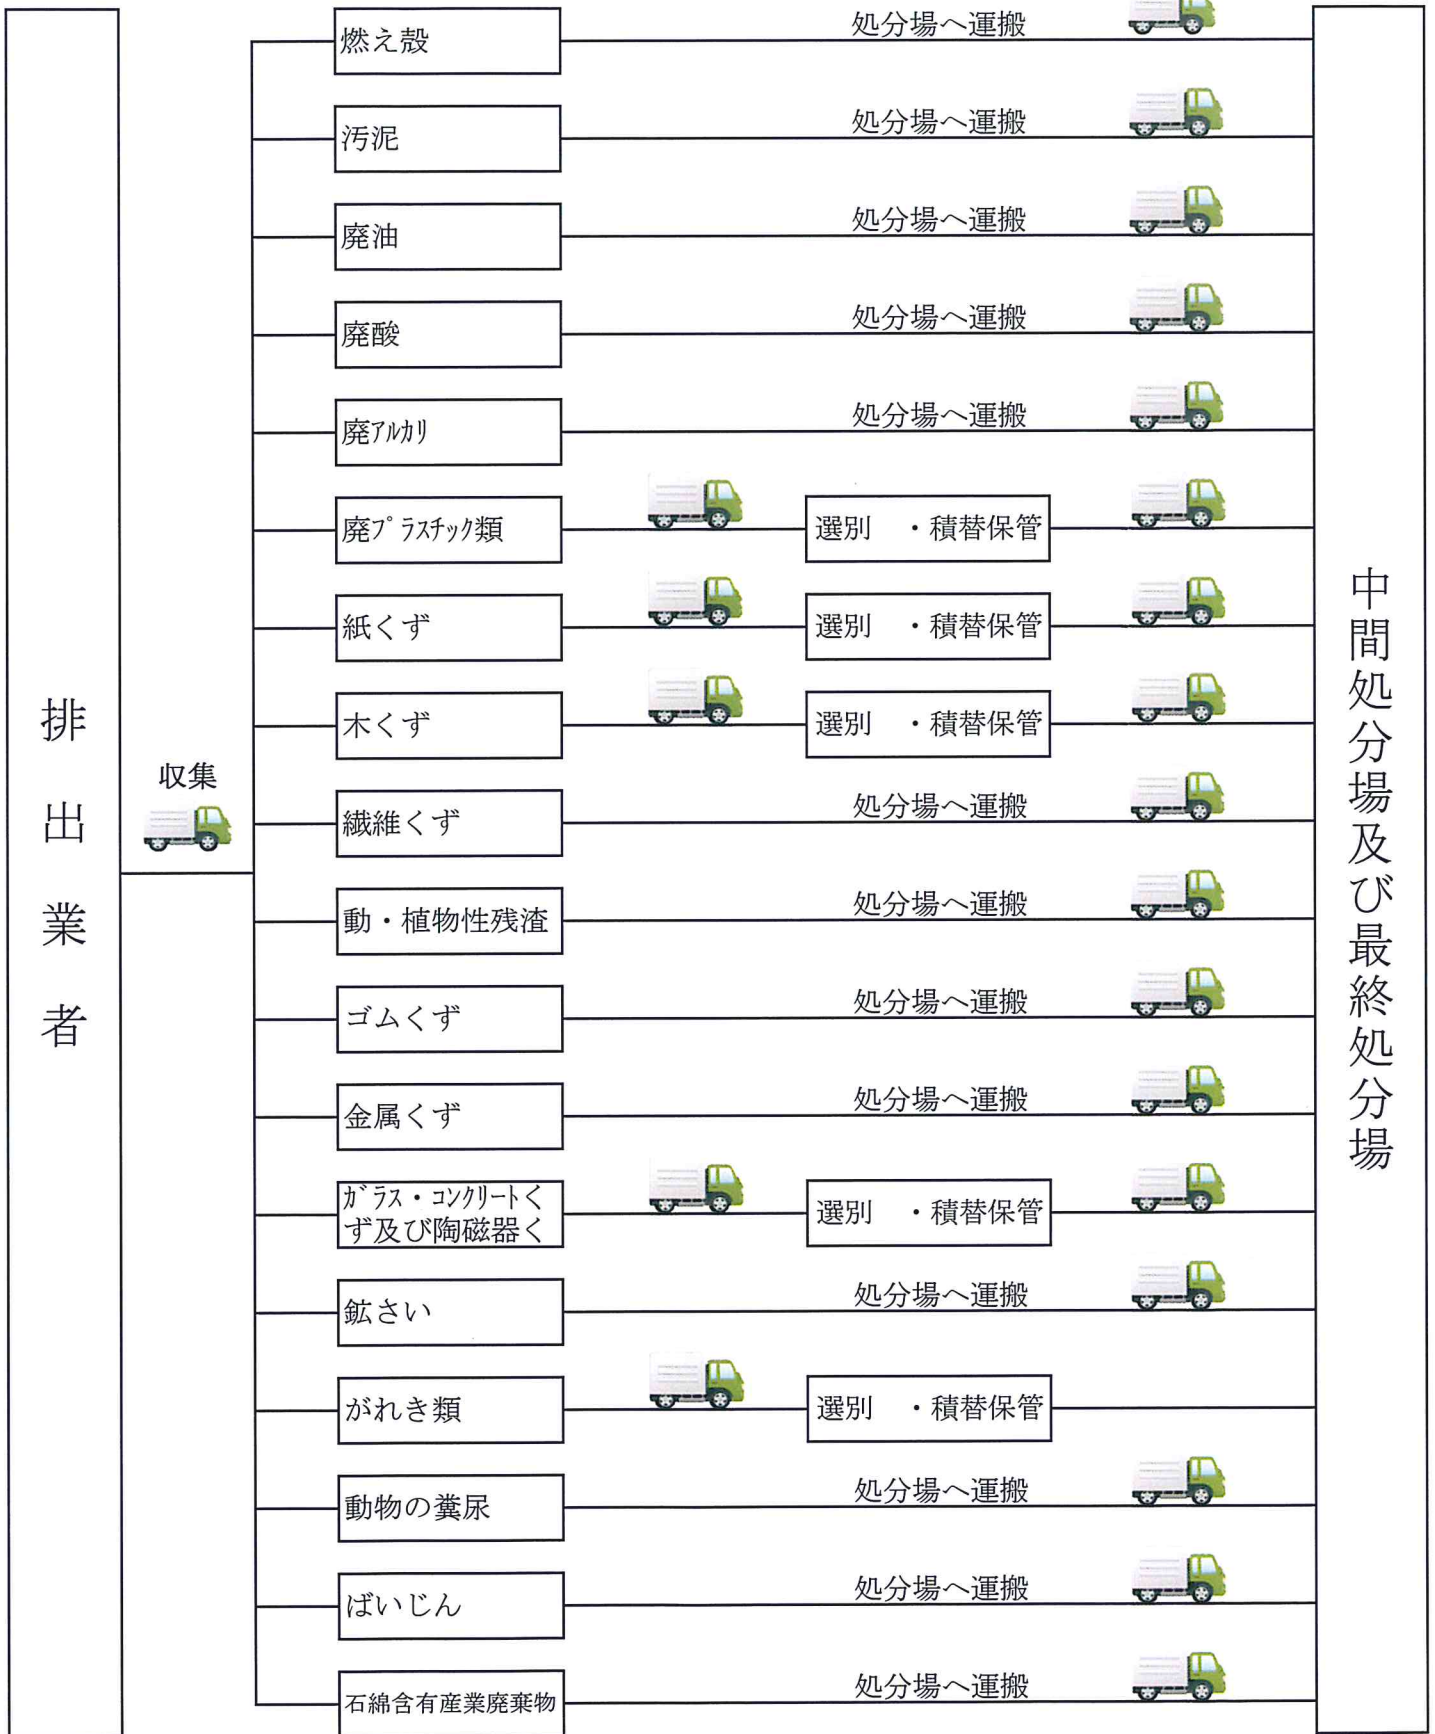 排出業者
収集
燃え殻
処分場へ運搬
汚泥
処分場へ運搬
廃油
処分場へ運搬
廃酸
処分場へ運搬
廃ｱﾙｶﾘ
処分場へ運搬
廃ﾌﾟﾗｽﾁｯｸ類
選別　・積替保管
紙くず
選別　・積替保管
木くず
選別　・積替保管
繊維くず
処分場へ運搬
動・植物性残渣
処分場へ運搬
ゴムくず
処分場へ運搬
金属くず
処分場へ運搬
ｶﾞﾗｽ・ｺﾝｸﾘｰﾄく
ず及び陶磁器く
選別　・積替保管
鉱さい
処分場へ運搬
がれき類
選別　・積替保管
動物の糞尿
処分場へ運搬
ばいじん
処分場へ運搬
石綿含有産業廃棄物
処分場へ運搬
中間処分場及び最終処分場